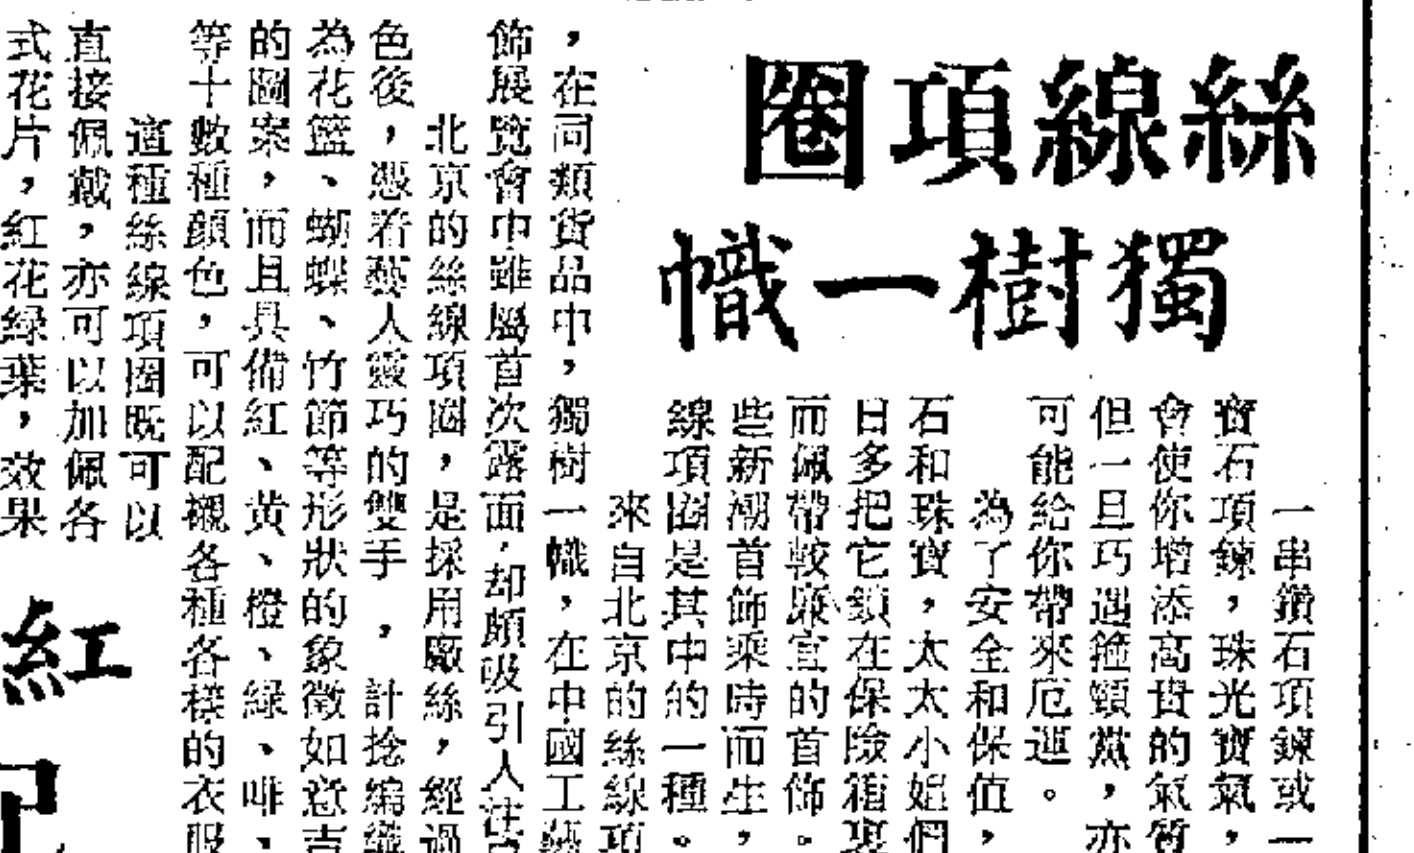 絲線項圈
獨樹一幟
一串鑽石項鍊或一
寶石項鍊，珠光寶氣，
會使你增添高貴的氣質
但一旦巧遇箍頸黨，亦
可能給你帶來厄運。
為了安全和保值，
石和珠寶，太太小姐們
日多把它鎖在保險箱裏
而佩帶較廉宜的首飾。
些新潮首飾乘時而生，
線項圈是其中的一種。
來自北京的絲線項
，在同類貨品中，獨樹一幟，在中國工藝
飾展覽會中雖屬首次露面，却頗吸引人注
北京的絲線項圈，是採用廠絲，經過
色後，憑着藝人靈巧的雙手，計捻編織
為花籃、蝴蝶、竹節等形狀的象徵如意吉
的圖案，而且具備紅、黃、橙、綠、啡、
等十數種顏色，可以配襯各種各樣的衣服
這種絲線項圈既可以
直接佩戴，亦可以加佩各
式花片，紅花綠葉，效果
紅